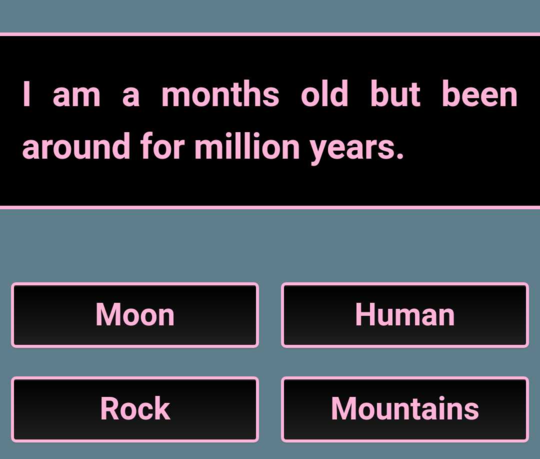 I am a months old but been
around for million years.
Moon
Human
Rock
Mountains